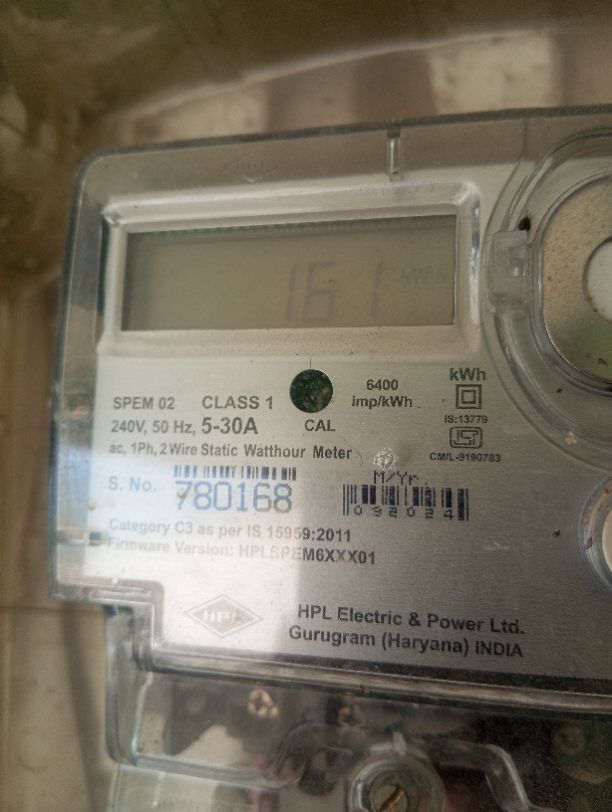 161
6400
imp/kWh
kWh
SPEM 02 CLASS 1
240V, 50 Hz, 5-30A
CAL
IS:13779
ac, 1Ph, 2 Wire Static Watthour Meter
CM/L-9190783
S. No. 780168
M/Yr.
092024
Category C3 as per IS 15959:2011
Firmware Version: HPLSPEM6XXX01
HPL
HPL Electric & Power Ltd.
Gurugram (Haryana) INDIA